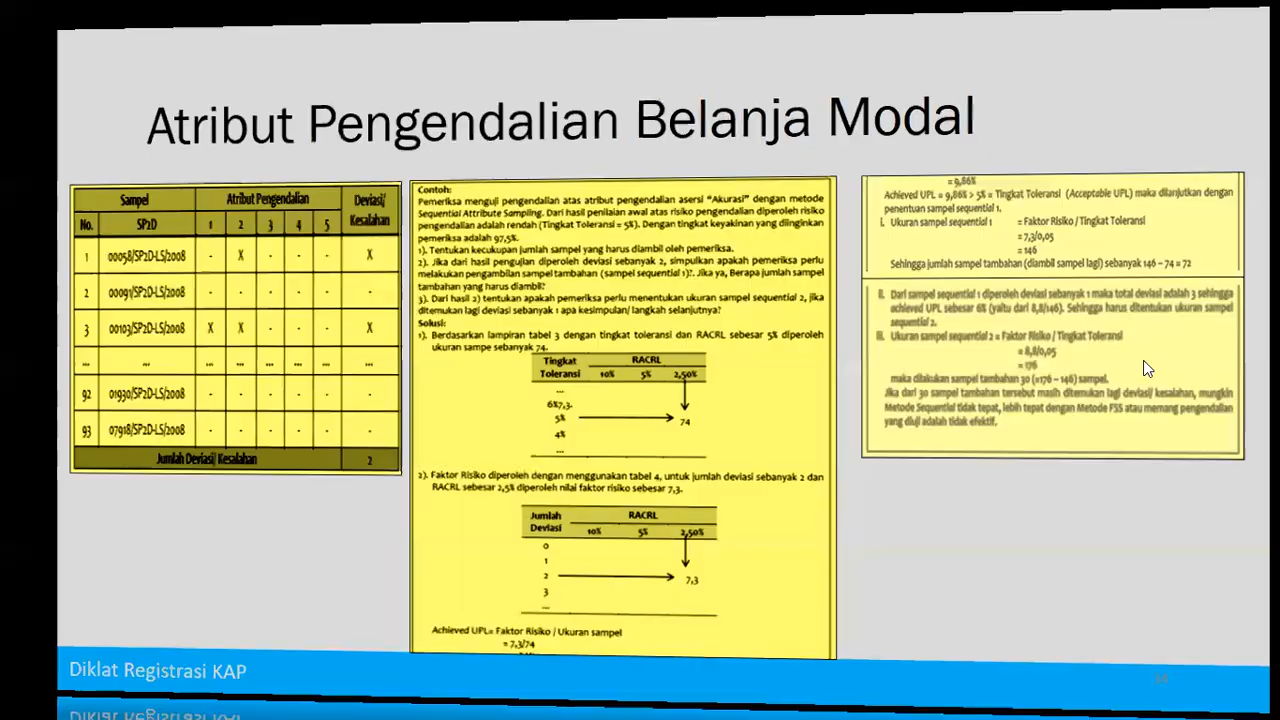 Atribut Pengendalian Belanja Modal
Sampel Atribut Pengendalian Deviasi/ Kesalahan
No. SP2D 1 2 3 4 5
1 00058/SP2D-LS/2008 - X - - - X
2 00091/SP2D-LS/2008 - - - - - -
3 00103/SP2D-LS/2008 X X - - - X
... ... ... ... ... ... ... ...
92 01930/SP2D-LS/2008 - - - - - -
93 07918/SP2D-LS/2008 - - - - - -
Jumlah Deviasi/ Kesalahan 2
Contoh:
Pemeriksa menguji pengendalian atas atribut pengendalian asersi "Akurasi" dengan metode
Sequential Attribute Sampling. Dari hasil penilaian awal atas risiko pengendalian diperoleh risiko
pengendalian adalah rendah (Tingkat Toleransi = 5%). Dengan tingkat keyakinan yang diinginkan
pemeriksa adalah 97,5%.
1). Tentukan kecukupan jumlah sampel yang harus diambil oleh pemeriksa.
2). Jika dari hasil pengujian diperoleh deviasi sebanyak 2, simpulkan apakah pemeriksa perlu
melakukan pengambilan sampel tambahan (sampel sequential 1)?. Jika ya, Berapa jumlah sampel
tambahan yang harus diambil?
3). Dari hasil 2) tentukan apakah pemeriksa perlu menentukan ukuran sampel sequential 2, jika
ditemukan lagi deviasi sebanyak 1 apa kesimpulan/ langkah selanjutnya?
Solusi:
1). Berdasarkan lampiran tabel 3 dengan tingkat toleransi dan RACRL sebesar 5% diperoleh
ukuran sampe sebanyak 74.
Tingkat Toleransi RACRL
10% 5% 2,50%
...
6%7,3.
5% 74
4%
...
2). Faktor Risiko diperoleh dengan menggunakan tabel 4, untuk jumlah deviasi sebanyak 2 dan
RACRL sebesar 2,5% diperoleh nilai faktor risiko sebesar 7,3.
Jumlah Deviasi RACRL
10% 5% 2,50%
0
1
2 7,3
3
...
Achieved UPL= Faktor Risiko / Ukuran sampel
= 7,3/74
= 9,86%
Achieved UPL = 9,86% > 5% = Tingkat Toleransi (Acceptable UPL) maka dilanjutkan dengan
penentuan sampel sequential 1.
i. Ukuran sampel sequential 1 = Faktor Risiko / Tingkat Toleransi
= 7,3/0,05
= 146
Sehingga jumlah sampel tambahan (diambil sampel lagi) sebanyak 146 – 74 = 72
ii. Dari sampel sequential 1 diperoleh deviasi sebanyak 1 maka total deviasi adalah 3 sehingga
achieved UPL sebesar 6% (yaitu dari 8,8/146). Sehingga harus ditentukan ukuran sampel
sequential 2.
iii. Ukuran sampel sequential 2 = Faktor Risiko / Tingkat Toleransi
= 8,8/0,05
= 176
maka dilakukan sampel tambahan 30 (=176 – 146) sampel.
Jika dari 30 sampel tambahan tersebut masih ditemukan lagi deviasi/ kesalahan, mungkin
Metode Sequential tidak tepat, lebih tepat dengan Metode FSS atau memang pengendalian
yang diuji adalah tidak efektif.
Diklat Registrasi KAP